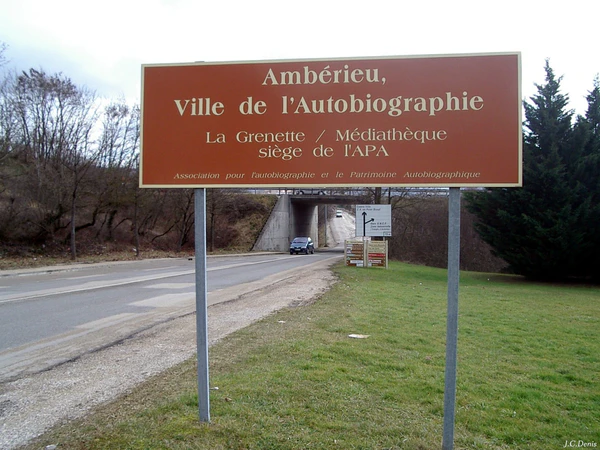 Ambérieu,
Ville de l'Autobiographie
La Grenette / Médiathèque
siège de l'APA
Association pour l'autobiographie et le Patrimoine Autobiographique
J.C.Denis